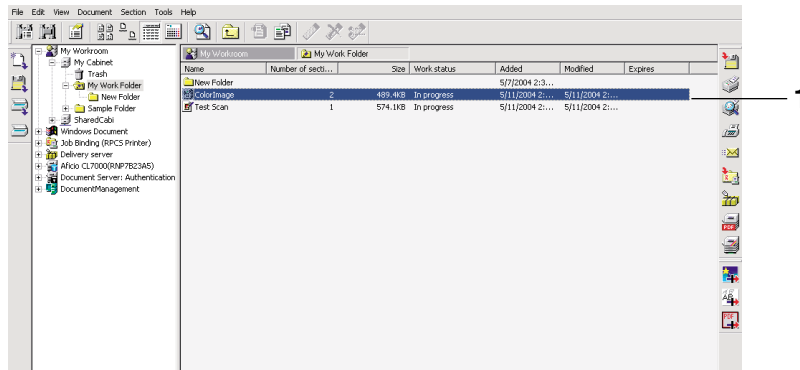 File Edit View Document Section Tools Help
My Workroom
My Cabinet
Trash
My Work Folder
New Folder
Sample Folder
SharedCabi
Windows Document
Job Binding (RPCS Printer)
Delivery server
Aficio CL7000(RNP7B23A5)
Document Server: Authentication
DocumentManagement
My Workroom My Work Folder
Name Number of secti... Size Work status Added Modified Expires
New Folder 5/7/2004 2:3...
ColorImage 2 489.4KB In progress 5/11/2004 2:... 5/11/2004 2:...
Test Scan 1 574.1KB In progress 5/11/2004 2:... 5/11/2004 2:...
PDF
PDF
1